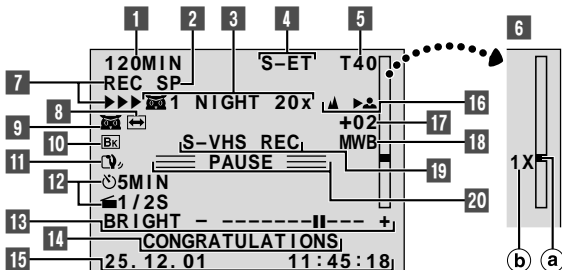 1 2 3 4 5 6
120MIN S-ET T40
7 REC SP
1 NIGHT 20x 16
8 +02 17
9
10 BK S-VHS REC MWB 18
11 PAUSE 19
12 5MIN 1X 20
1/2S
13 BRIGHT - --------▮▮--- +
14 CONGRATULATIONS
15 25.12.01 11:45:18 b a